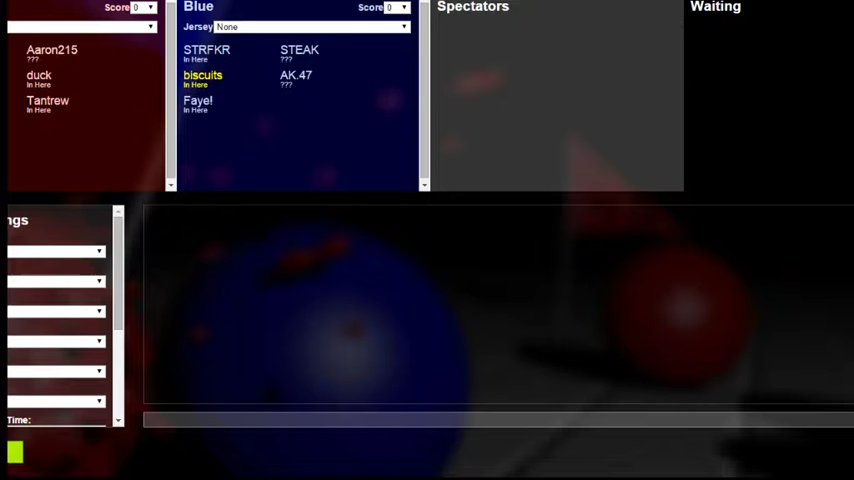 Score 0 Blue Score 0 Spectators Waiting
Jersey None
Aaron215 STRFKR STEAK
??? In Here ???
duck biscuits AK.47
In Here In Here ???
Tantrew Faye!
In Here In Here
ngs
Time: